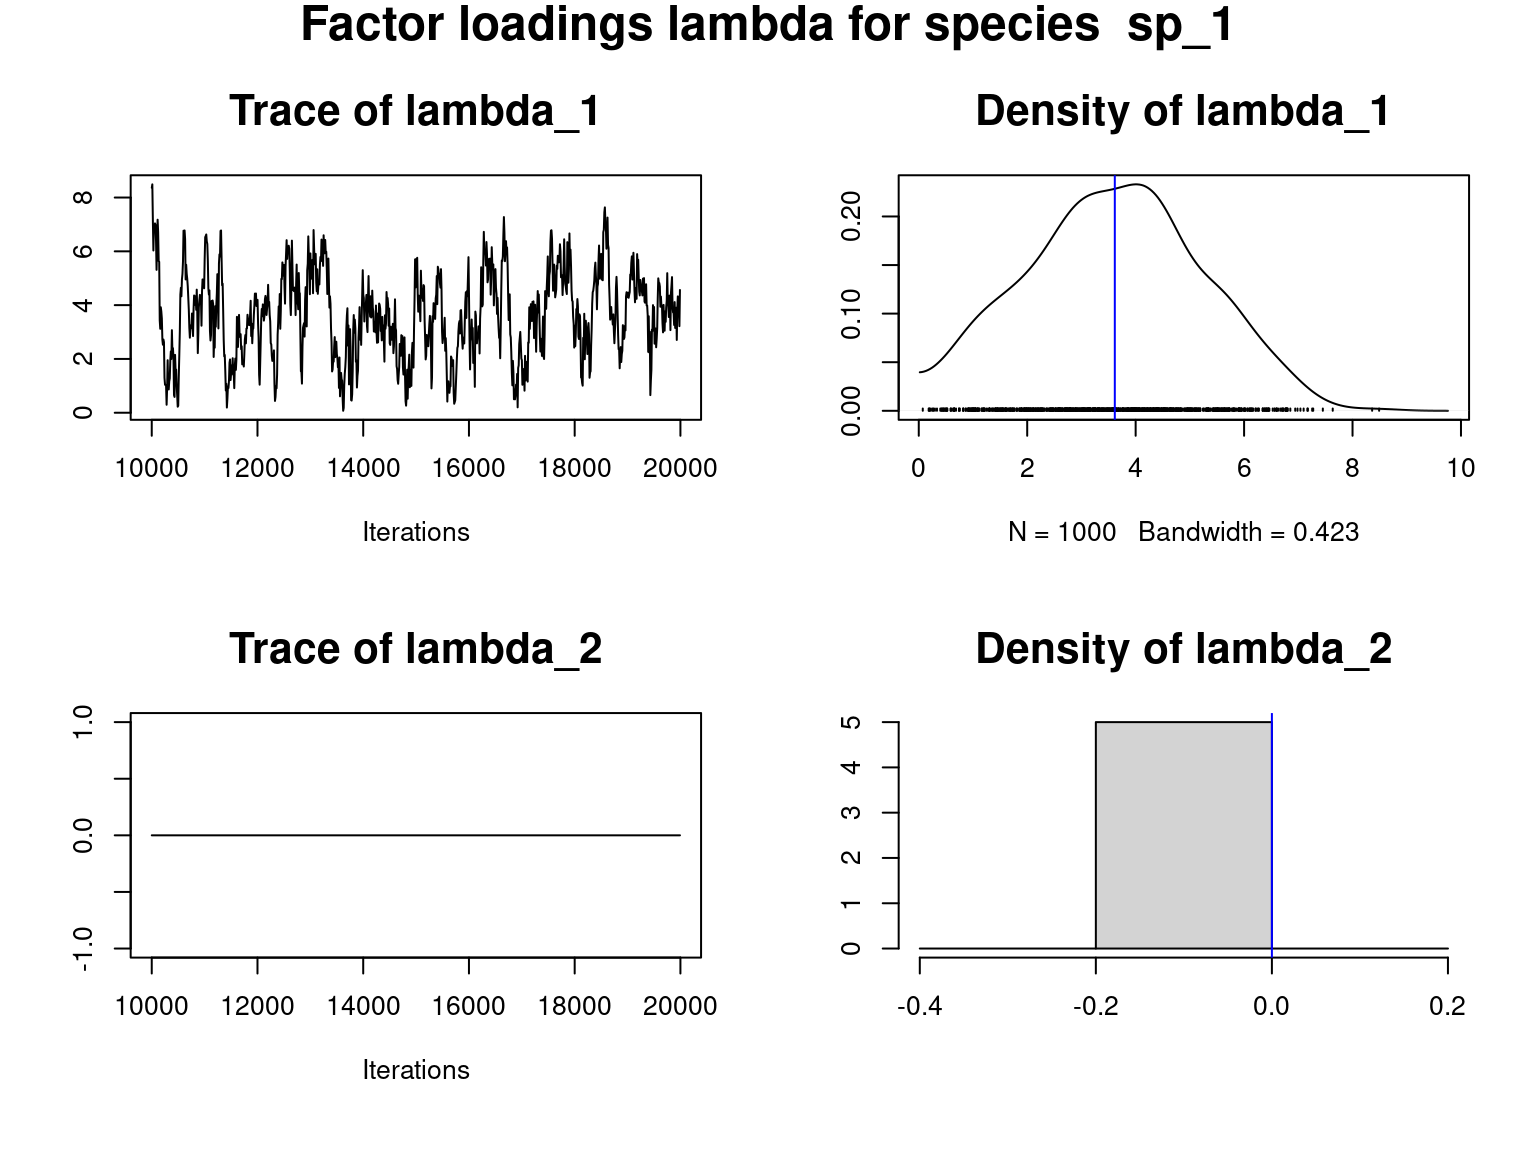 Factor loadings lambda for species  sp_1
Trace of lambda_1
8
6
4
2
0
10000 12000 14000 16000 18000 20000
Iterations
Density of lambda_1
0.20
0.10
0.00
0 2 4 6 8 10
N = 1000   Bandwidth = 0.423
Trace of lambda_2
1.0
0.0
-1.0
10000 12000 14000 16000 18000 20000
Iterations
Density of lambda_2
5
4
3
2
1
0
-0.4 -0.2 0.0 0.2